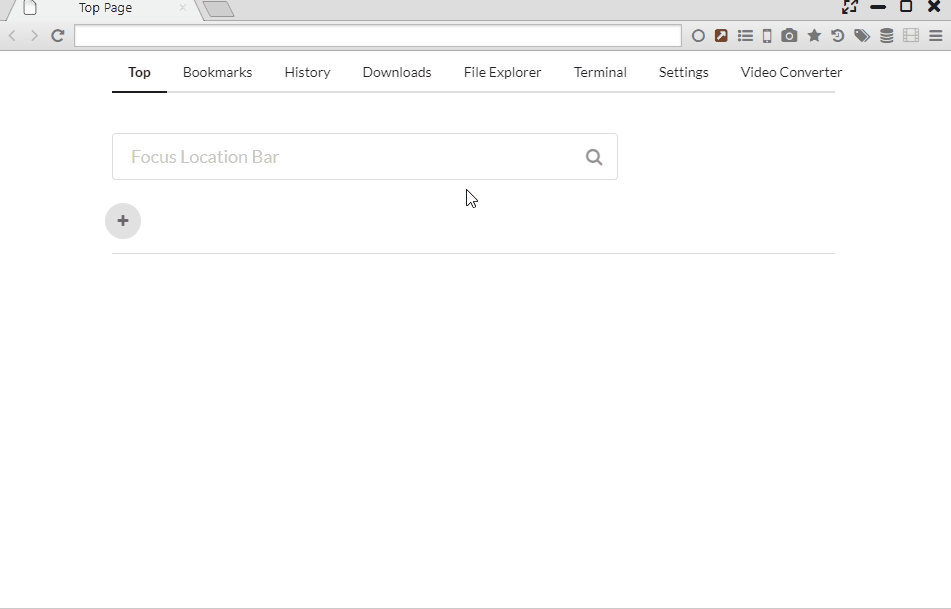 Top Page
Top Bookmarks History Downloads File Explorer Terminal Settings Video Converter
Focus Location Bar